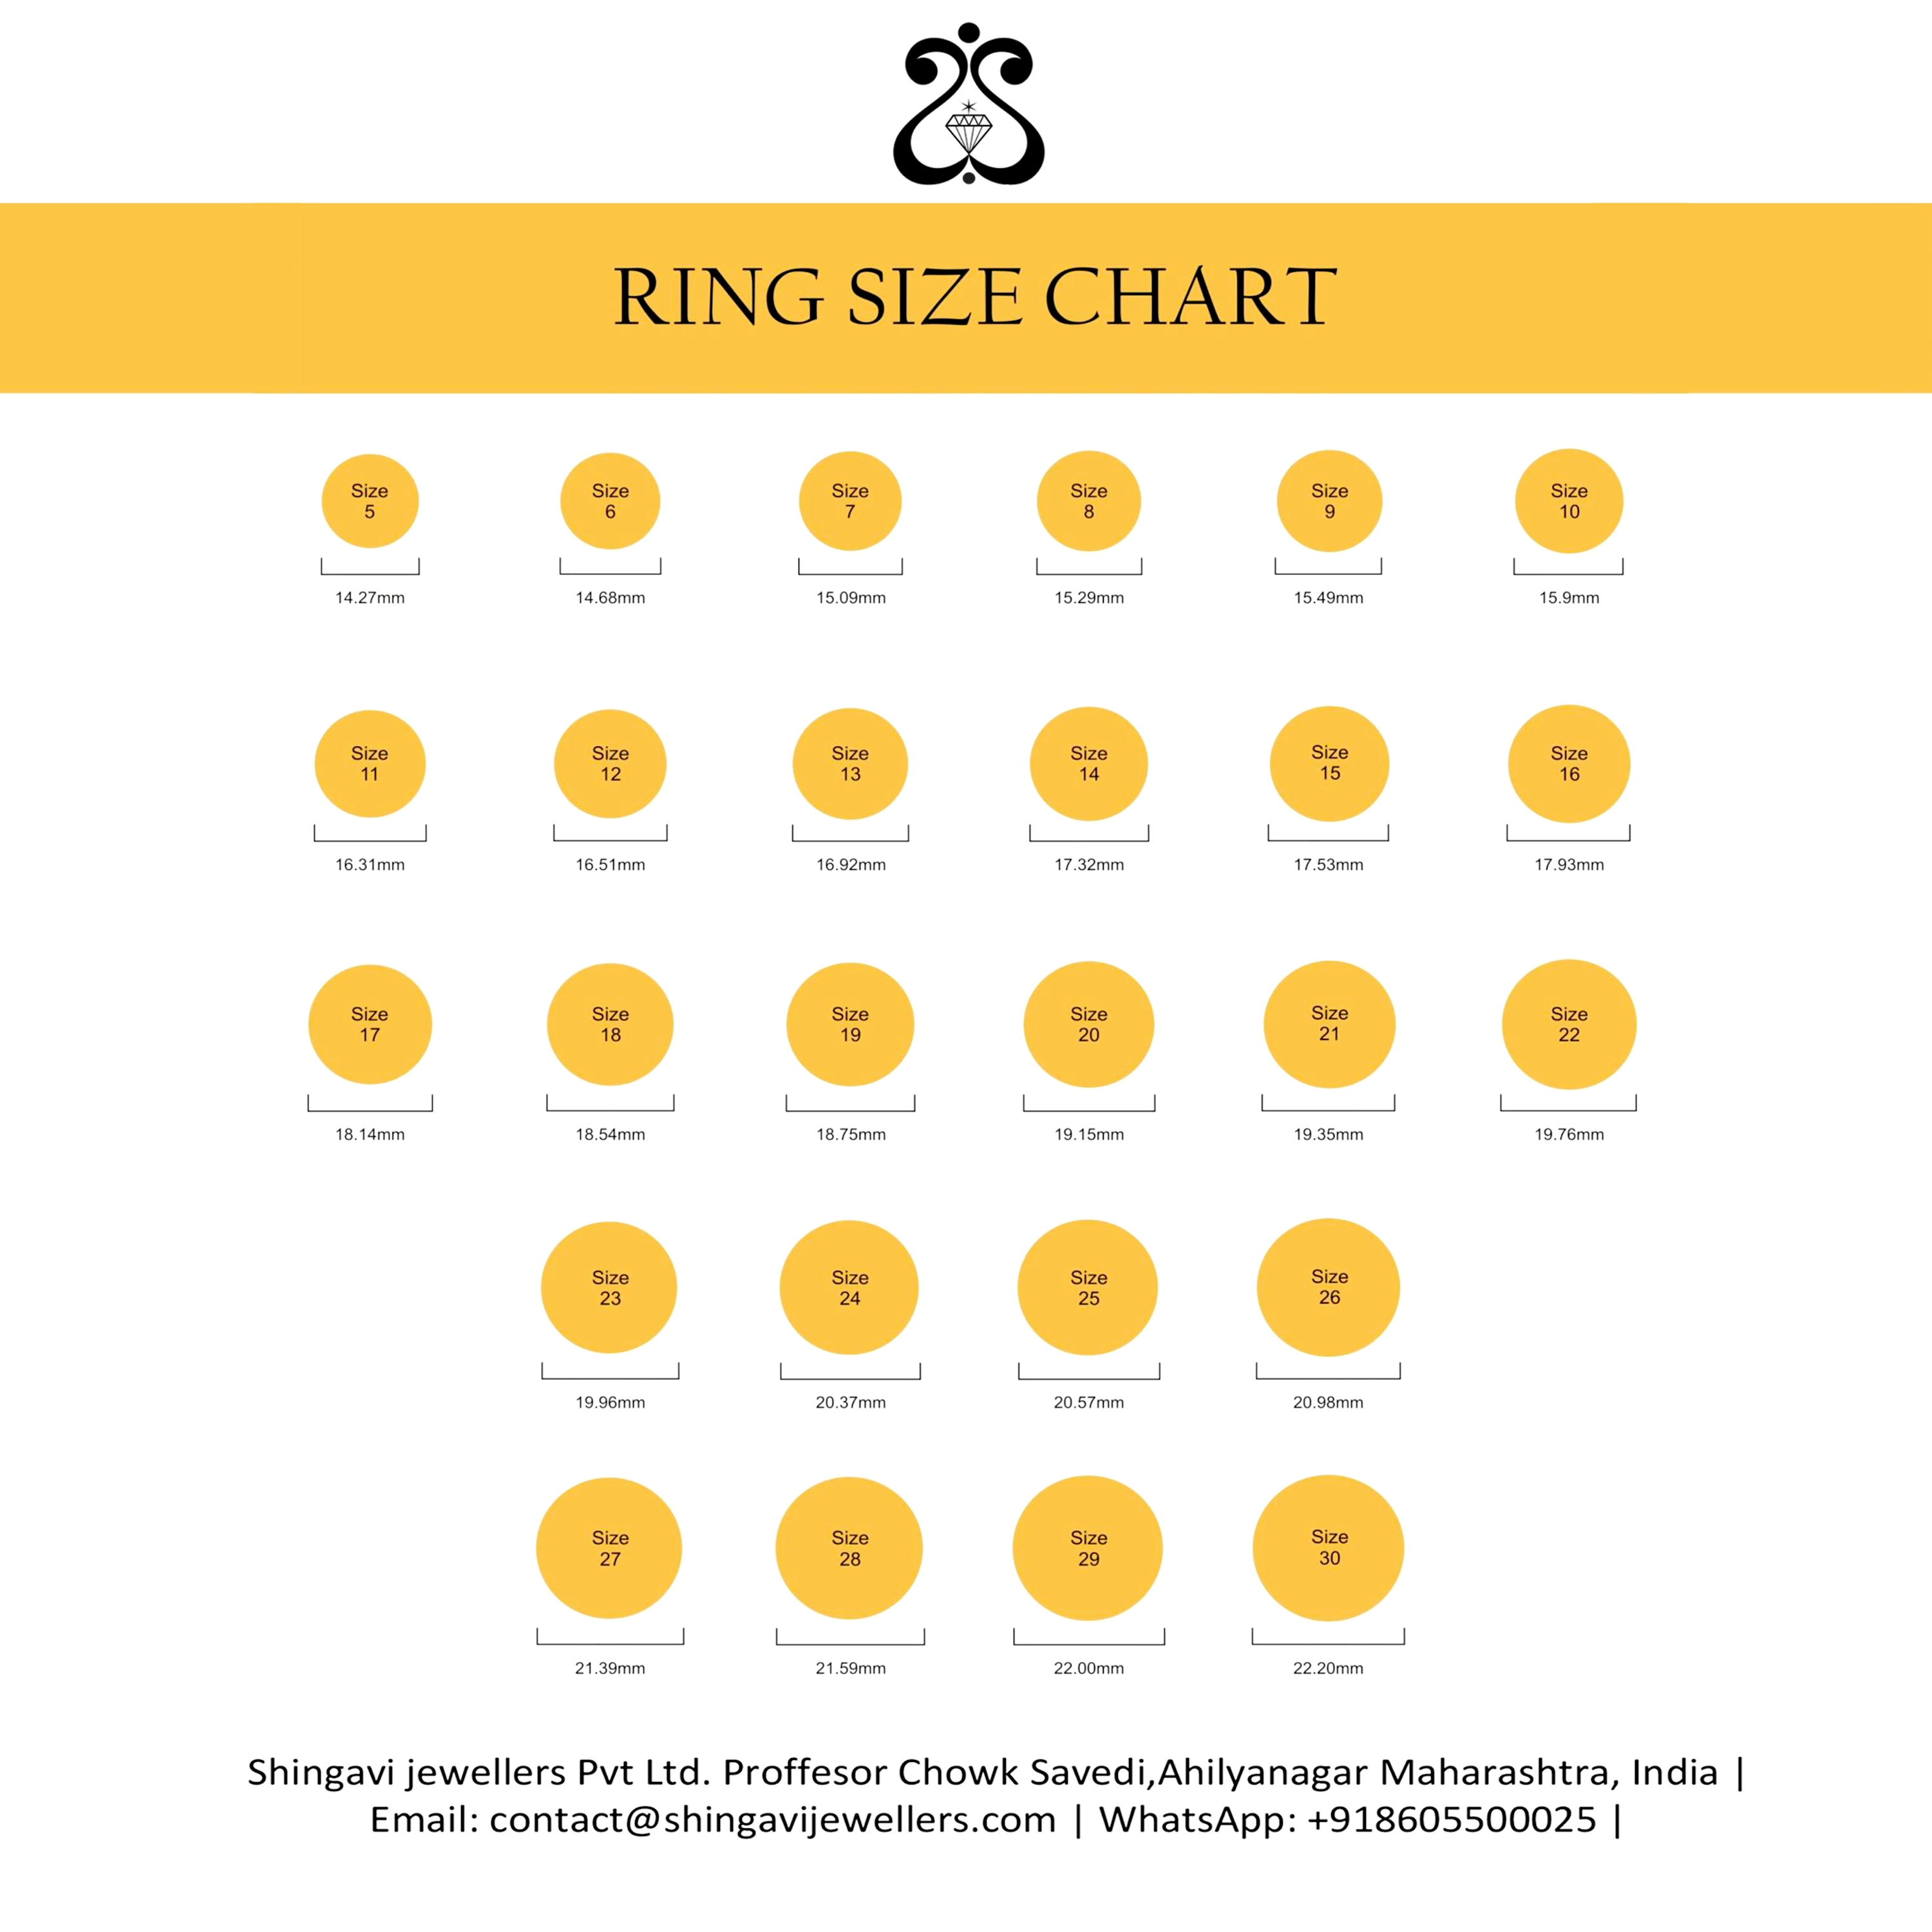 RING SIZE CHART
Size
5
Size
6
Size
7
Size
8
Size
9
Size
10
14.27mm
14.68mm
15.09mm
15.29mm
15.49mm
15.9mm
Size
11
Size
12
Size
13
Size
14
Size
15
Size
16
16.31mm
16.51mm
16.92mm
17.32mm
17.53mm
17.93mm
Size
17
Size
18
Size
19
Size
20
Size
21
Size
22
18.14mm
18.54mm
18.75mm
19.15mm
19.35mm
19.76mm
Size
23
Size
24
Size
25
Size
26
19.96mm
20.37mm
20.57mm
20.98mm
Size
27
Size
28
Size
29
Size
30
21.39mm
21.59mm
22.00mm
22.20mm
Shingavi jewellers Pvt Ltd. Proffesor Chowk Savedi,Ahilyanagar Maharashtra, India |
Email: contact@shingavijewellers.com | WhatsApp: +918605500025 |